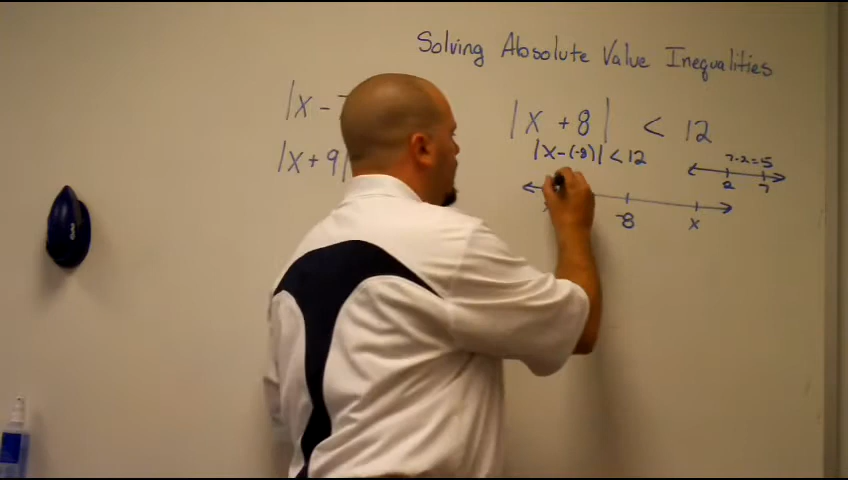 Solving Absolute Value Inequalities
|x -
|x + 9|
|x + 8| < 12
|x - (-8)| < 12
7-2=5
2 7
-8 x